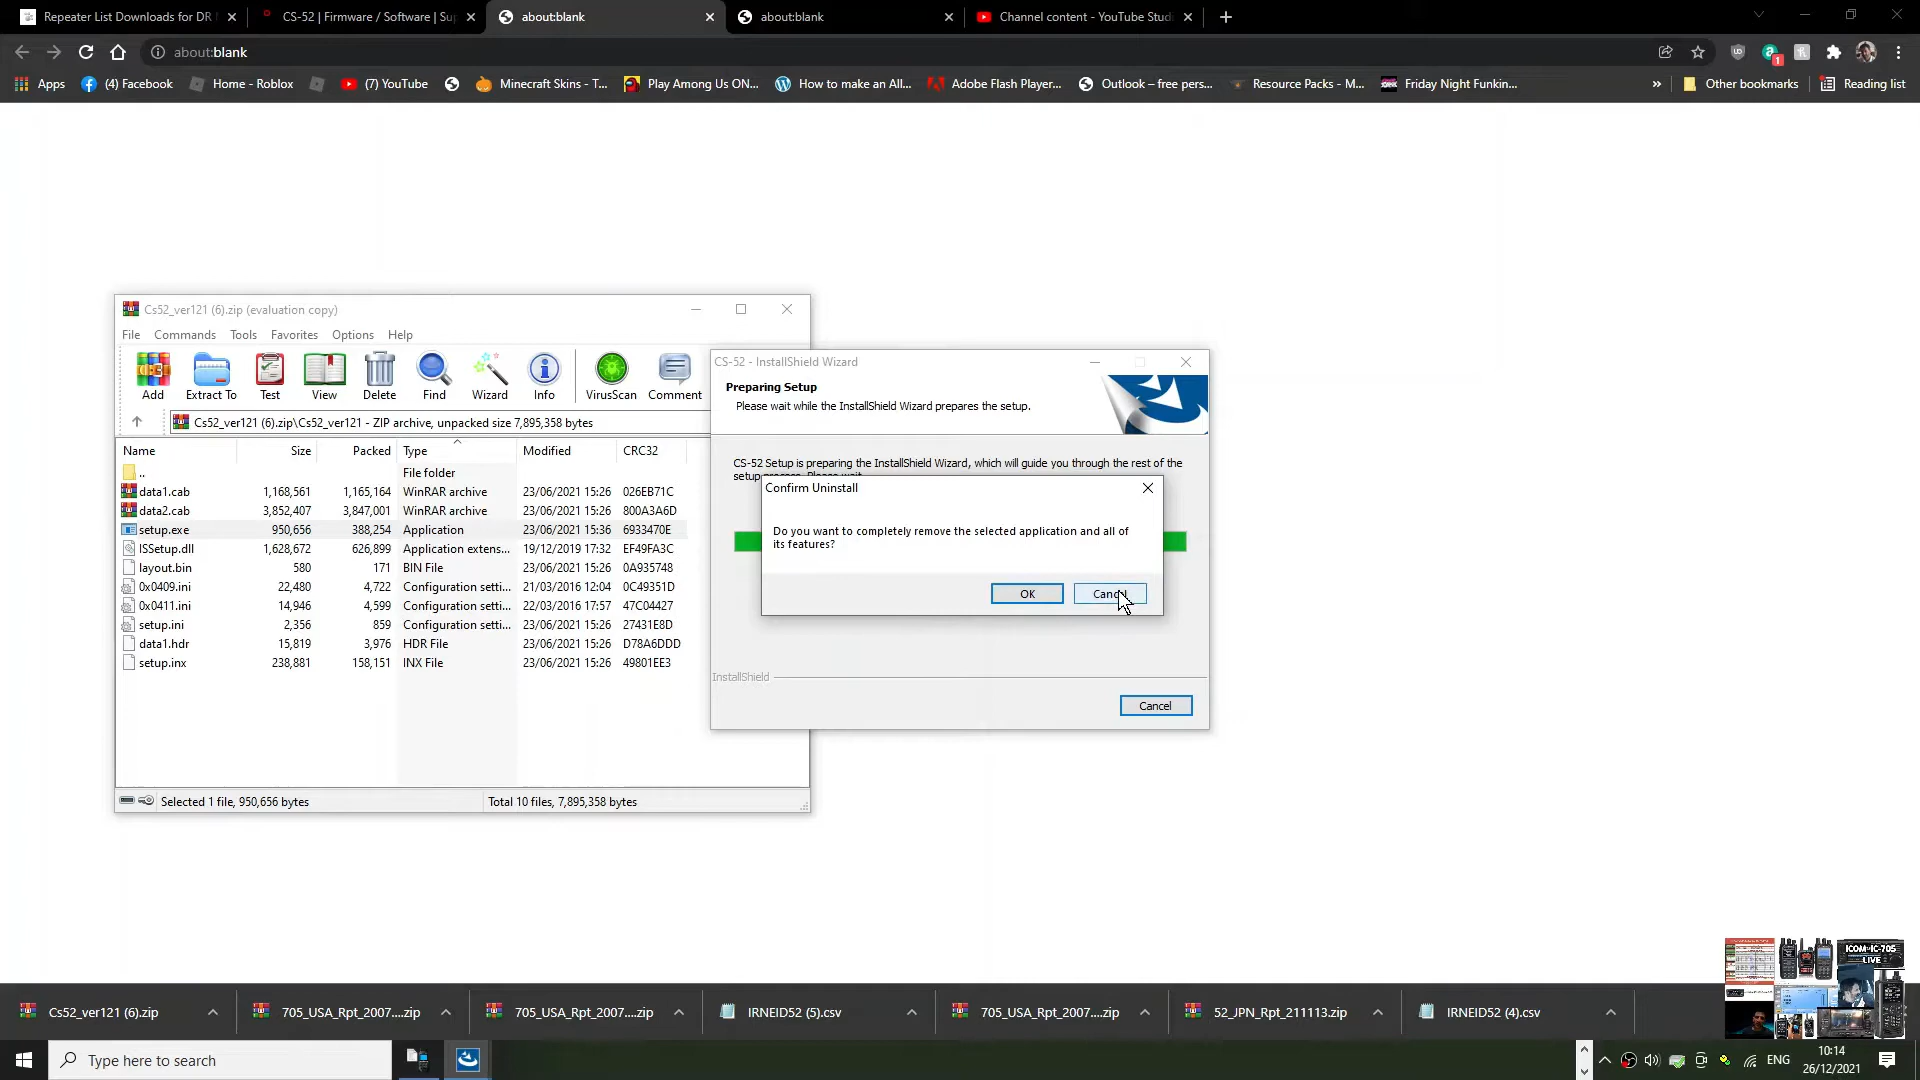 Repeater List Downloads for DR
CS-52 | Firmware / Software | Sup
about:blank
about:blank
Channel content - YouTube Stud
about:blank
1
Apps
(4) Facebook
Home - Roblox
(7) YouTube
Minecraft Skins - T...
Play Among Us ON...
How to make an All...
Adobe Flash Player...
Outlook – free pers...
Resource Packs - M...
Friday Night Funkin...
»
Other bookmarks
Reading list
Cs52_ver121 (6).zip (evaluation copy)
File Commands Tools Favorites Options Help
Add Extract To Test View Delete Find Wizard Info VirusScan Comment
Cs52_ver121 (6).zip\Cs52_ver121 - ZIP archive, unpacked size 7,895,358 bytes
Name Size Packed Type Modified CRC32
.. File folder
data1.cab 1,168,561 1,165,164 WinRAR archive 23/06/2021 15:26 026EB71C
data2.cab 3,852,407 3,847,001 WinRAR archive 23/06/2021 15:26 800A3A6D
setup.exe 950,656 388,254 Application 23/06/2021 15:36 6933470E
ISSetup.dll 1,628,672 626,899 Application extens... 19/12/2019 17:32 EF49FA3C
layout.bin 580 171 BIN File 23/06/2021 15:26 0A935748
0x0409.ini 22,480 4,722 Configuration setti... 21/03/2016 12:04 0C49351D
0x0411.ini 14,946 4,599 Configuration setti... 22/03/2016 17:57 47C04427
setup.ini 2,356 859 Configuration setti... 23/06/2021 15:26 27431E8D
data1.hdr 15,819 3,976 HDR File 23/06/2021 15:26 D78A6DDD
setup.inx 238,881 158,151 INX File 23/06/2021 15:26 49801EE3
Selected 1 file, 950,656 bytes
Total 10 files, 7,895,358 bytes
CS-52 - InstallShield Wizard
Preparing Setup
Please wait while the InstallShield Wizard prepares the setup.
CS-52 Setup is preparing the InstallShield Wizard, which will guide you through the rest of the
setup process. Please wait.
Confirm Uninstall
Do you want to completely remove the selected application and all of
its features?
OK
Cancel
InstallShield
Cancel
ICOM-IC-705
LIVE
Cs52_ver121 (6).zip
705_USA_Rpt_2007....zip
705_USA_Rpt_2007....zip
IRNEID52 (5).csv
705_USA_Rpt_2007....zip
52_JPN_Rpt_211113.zip
IRNEID52 (4).csv
Type here to search
ENG
10:14
26/12/2021